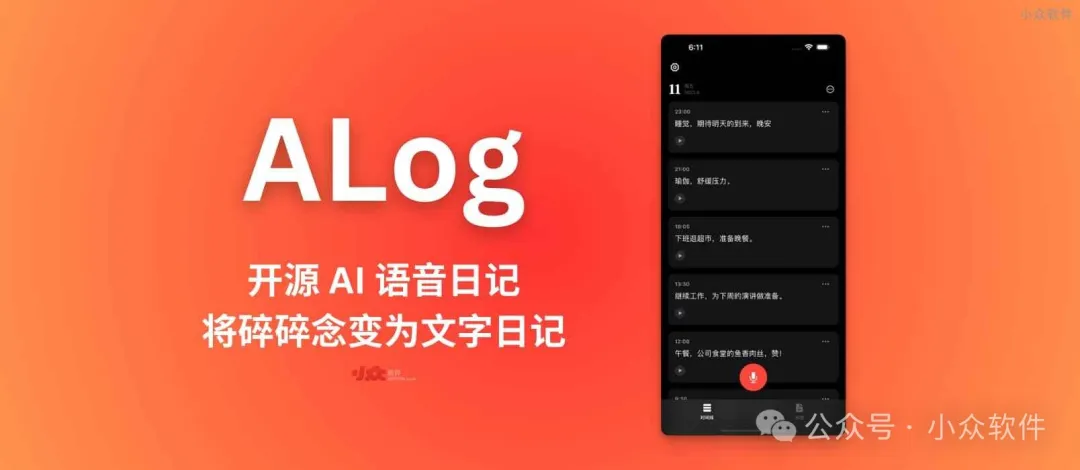 小众软件
ALog
开源 AI 语音日记
将碎碎念变为文字日记
小众
6:11
11
23:00
睡觉，期待明天的到来，晚安
21:00
瑜伽，舒缓压力。
18:05
下班逛超市，准备晚餐。
13:30
继续工作，为下周的演讲做准备。
12:00
午餐，公司食堂的鱼香肉丝，赞！
时间线
公众号 · 小众软件